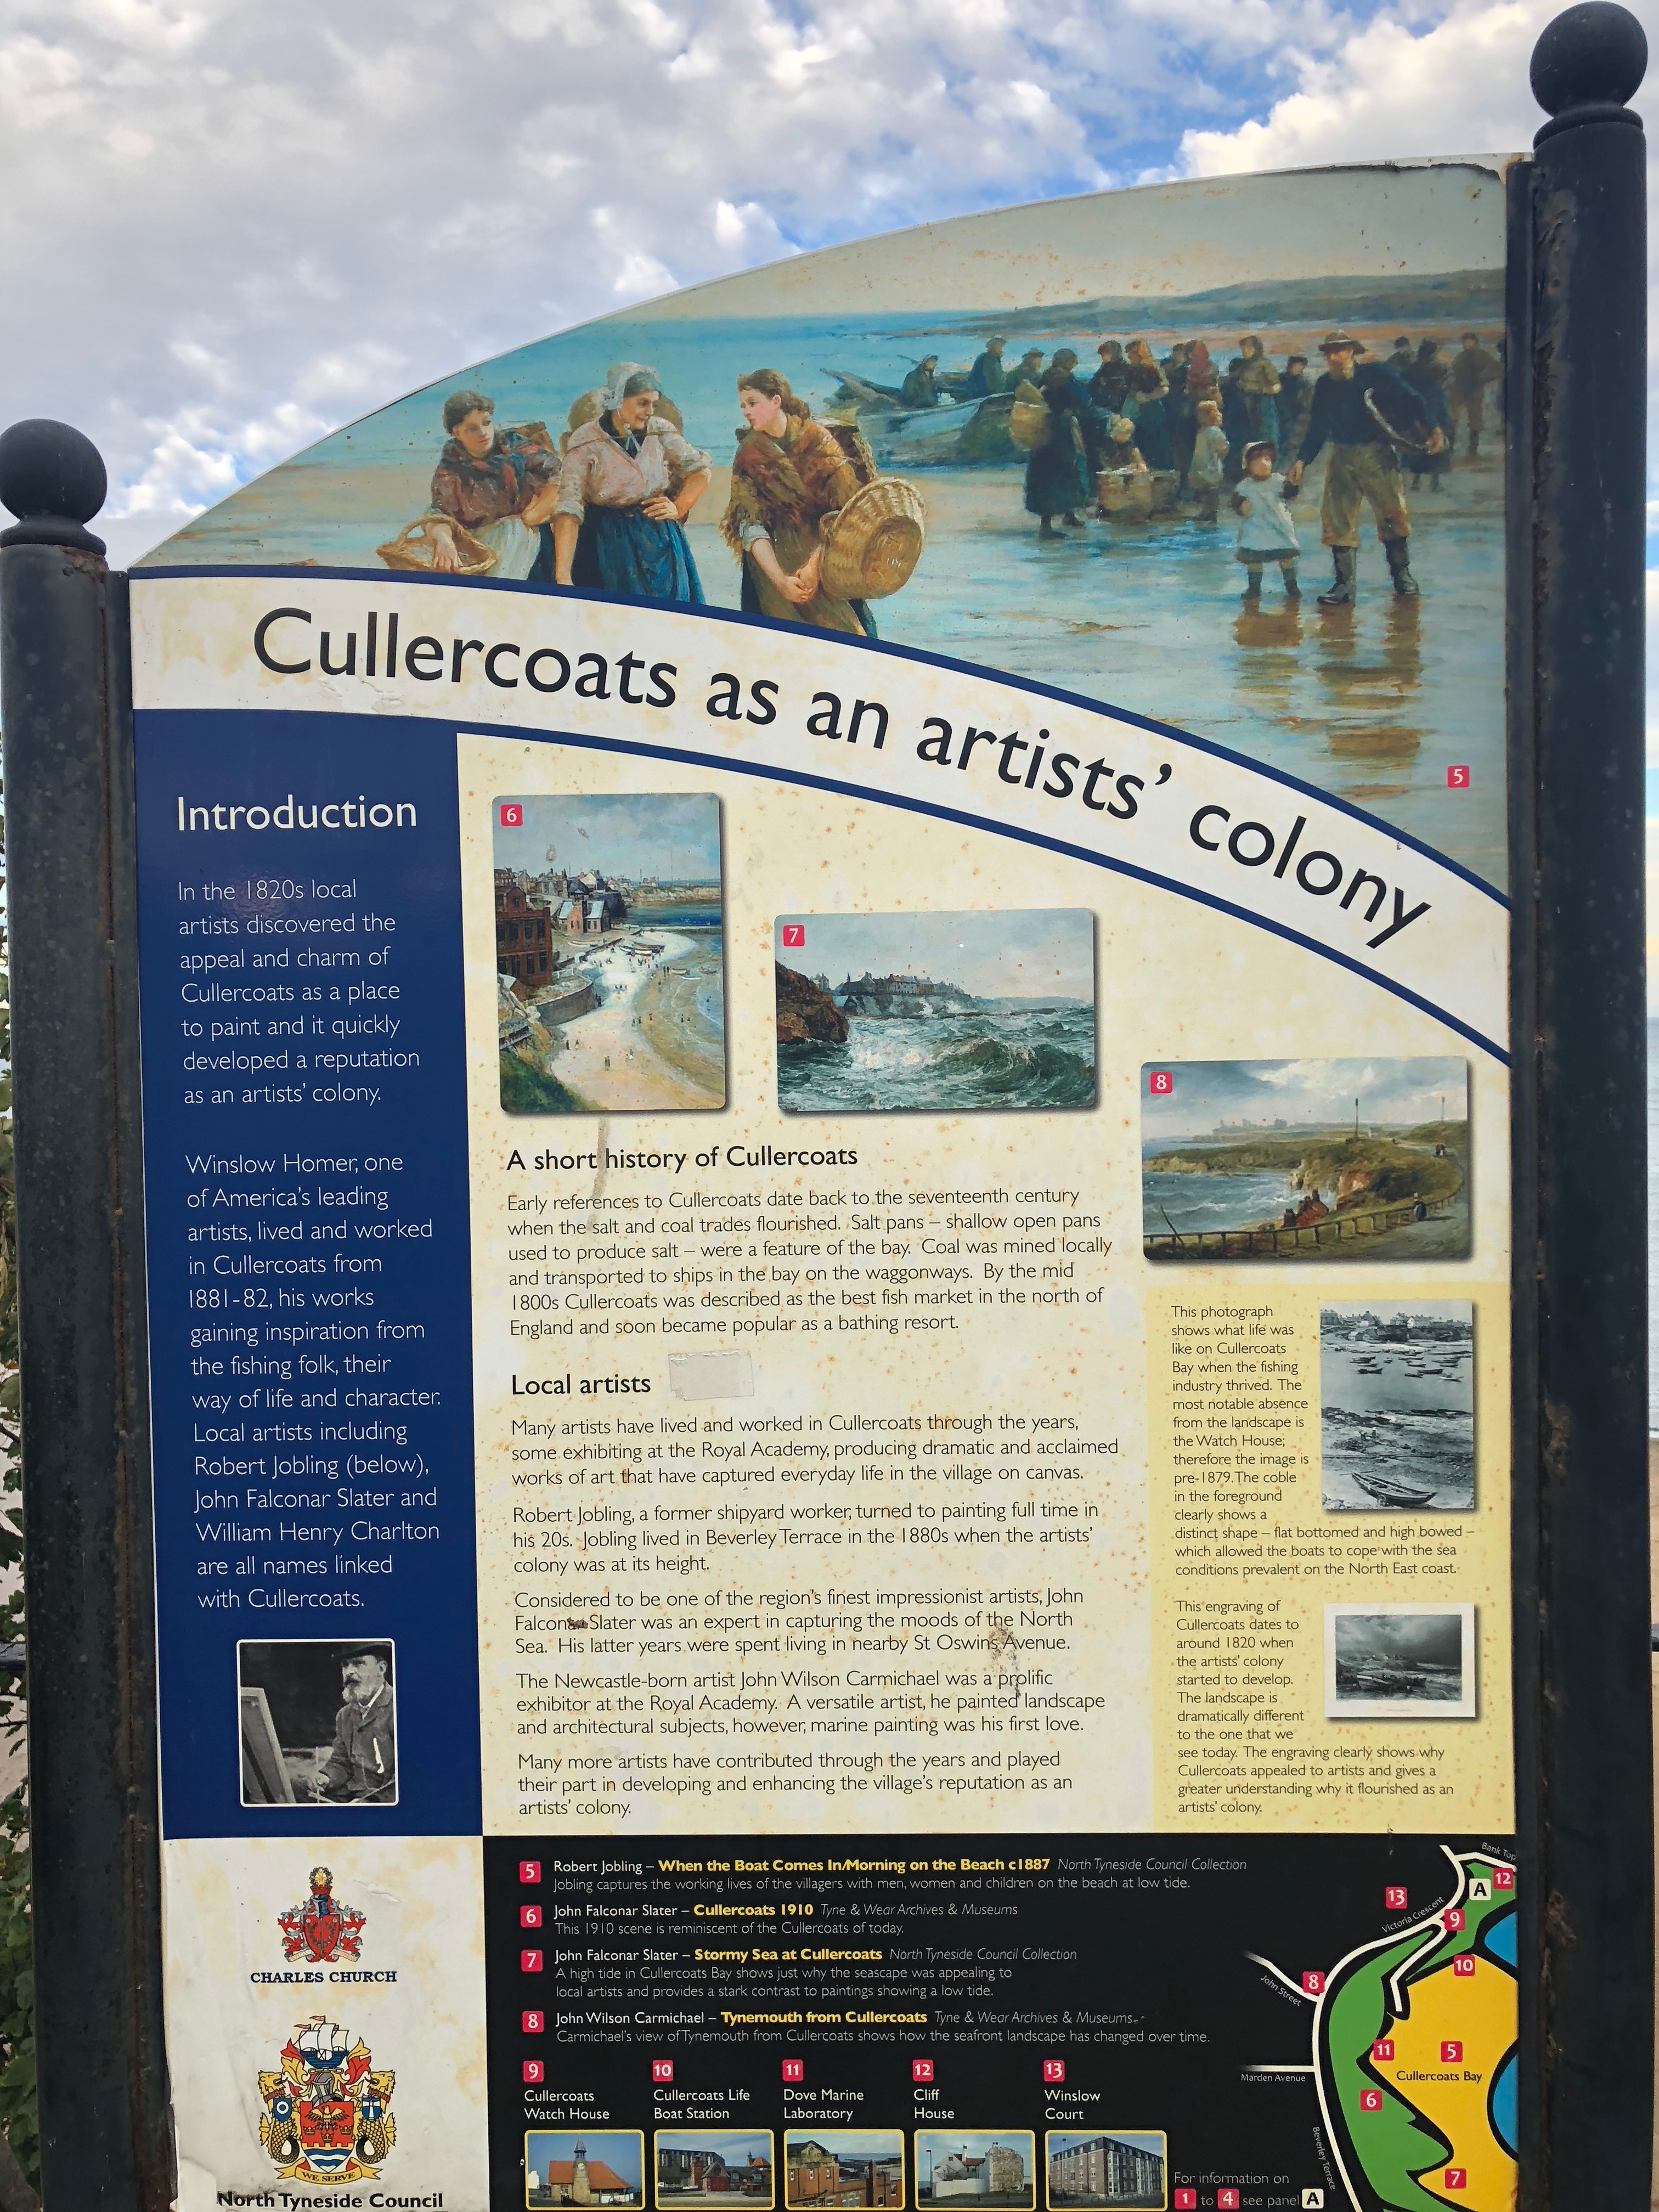 Cullercoats as an artists' colony
5
Introduction
In the 1820s local
artists discovered the
appeal and charm of
Cullercoats as a place
to paint and it quickly
developed a reputation
as an artists' colony.
Winslow Homer, one
of America's leading
artists, lived and worked
in Cullercoats from
1881-82, his works
gaining inspiration from
the fishing folk, their
way of life and character.
Local artists including
Robert Jobling (below),
John Falconar Slater and
William Henry Charlton
are all names linked
with Cullercoats.
6
7
8
A short history of Cullercoats
Early references to Cullercoats date back to the seventeenth century
when the salt and coal trades flourished. Salt pans – shallow open pans
used to produce salt – were a feature of the bay. Coal was mined locally
and transported to ships in the bay on the waggonways. By the mid
1800s Cullercoats was described as the best fish market in the north of
England and soon became popular as a bathing resort.
Local artists
Many artists have lived and worked in Cullercoats through the years,
some exhibiting at the Royal Academy, producing dramatic and acclaimed
works of art that have captured everyday life in the village on canvas.
Robert Jobling, a former shipyard worker, turned to painting full time in
his 20s. Jobling lived in Beverley Terrace in the 1880s when the artists'
colony was at its height.
Considered to be one of the region's finest impressionist artists, John
Falconar Slater was an expert in capturing the moods of the North
Sea. His latter years were spent living in nearby St Oswins Avenue.
The Newcastle-born artist John Wilson Carmichael was a prolific
exhibitor at the Royal Academy. A versatile artist, he painted landscape
and architectural subjects, however, marine painting was his first love.
Many more artists have contributed through the years and played
their part in developing and enhancing the village's reputation as an
artists' colony.
This photograph
shows what life was
like on Cullercoats
Bay when the fishing
industry thrived. The
most notable absence
from the landscape is
the Watch House;
therefore the image is
pre-1879. The coble
in the foreground
clearly shows a
distinct shape – flat bottomed and high bowed –
which allowed the boats to cope with the sea
conditions prevalent on the North East coast.
This engraving of
Cullercoats dates to
around 1820 when
the artists' colony
started to develop.
The landscape is
dramatically different
to the one that we
see today. The engraving clearly shows why
Cullercoats appealed to artists and gives a
greater understanding why it flourished as an
artists' colony.
CHARLES CHURCH
WE SERVE
North Tyneside Council
5 Robert Jobling – When the Boat Comes In/Morning on the Beach c1887 North Tyneside Council Collection
Jobling captures the working lives of the villagers with men, women and children on the beach at low tide.
6 John Falconar Slater – Cullercoats 1910 Tyne & Wear Archives & Museums
This 1910 scene is reminiscent of the Cullercoats of today.
7 John Falconar Slater – Stormy Sea at Cullercoats North Tyneside Council Collection
A high tide in Cullercoats Bay shows just why the seascape was appealing to
local artists and provides a stark contrast to paintings showing a low tide.
8 John Wilson Carmichael – Tynemouth from Cullercoats Tyne & Wear Archives & Museums
Carmichael's view of Tynemouth from Cullercoats shows how the seafront landscape has changed over time.
9
Cullercoats
Watch House
10
Cullercoats Life
Boat Station
11
Dove Marine
Laboratory
12
Cliff
House
13
Winslow
Court
For information on
1 to 4 see panel A
Bank Top
12
A
13
Victoria Crescent
9
10
8
John Street
11
5
Cullercoats Bay
Marden Avenue
6
Beverley Terrace
7